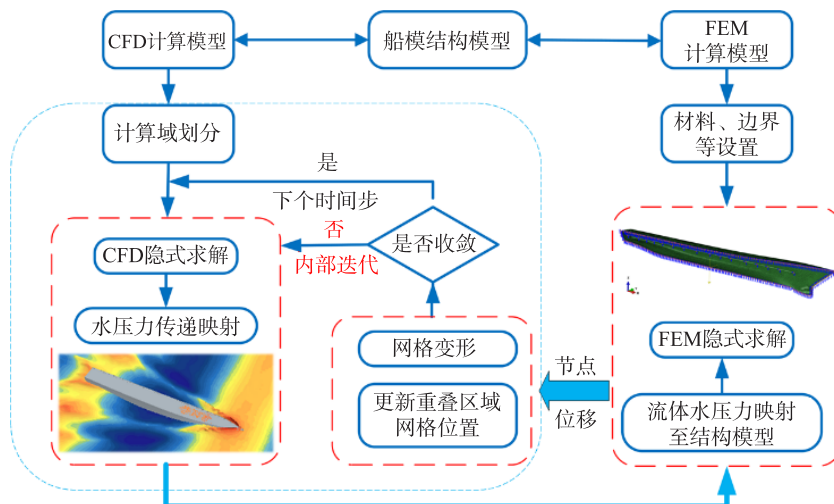 CFD计算模型
船模结构模型
FEM
计算模型
计算域划分
材料、边界
等设置
是
下个时间步
否
内部迭代
是否收敛
CFD隐式求解
水压力传递映射
网格变形
更新重叠区域
网格位置
节点
位移
FEM隐式求解
流体水压力映射
至结构模型